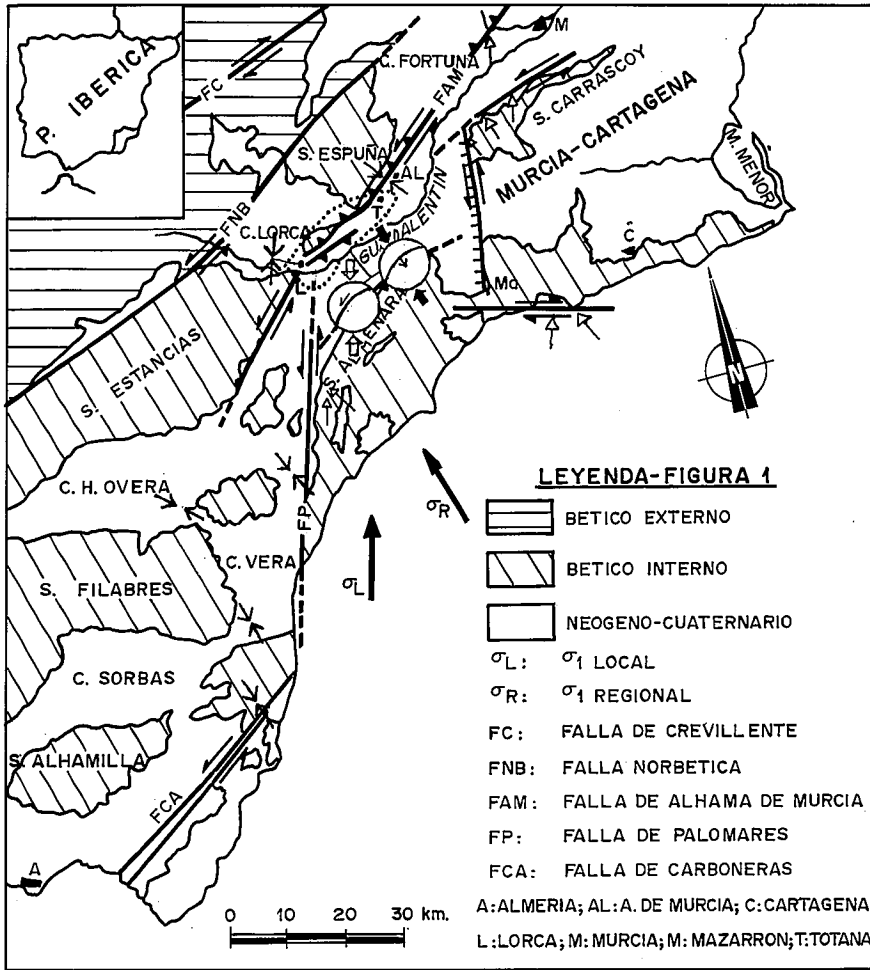 P. IBERICA
FC
C. FORTUNA
FAM
M
S. CARRASCOY
MURCIA-CARTAGENA
M. MENOR
S. ESPUÑA
AL
T
GUADALENTIN
FNB
C. LORCA
L
C
Ma
S. ALMENARA
S. ESTANCIAS
N
C. H. OVERA
FP
C. VERA
σL
σR
S. FILABRES
C. SORBAS
S. ALHAMILLA
FCA
A
0 10 20 30 km.
LEYENDA-FIGURA 1
BETICO EXTERNO
BETICO INTERNO
NEOGENO-CUATERNARIO
σL: σ1 LOCAL
σR: σ1 REGIONAL
FC: FALLA DE CREVILLENTE
FNB: FALLA NORBETICA
FAM: FALLA DE ALHAMA DE MURCIA
FP: FALLA DE PALOMARES
FCA: FALLA DE CARBONERAS
A:ALMERIA; AL:A. DE MURCIA; C:CARTAGENA
L:LORCA; M:MURCIA; M:MAZARRON; T:TOTANA